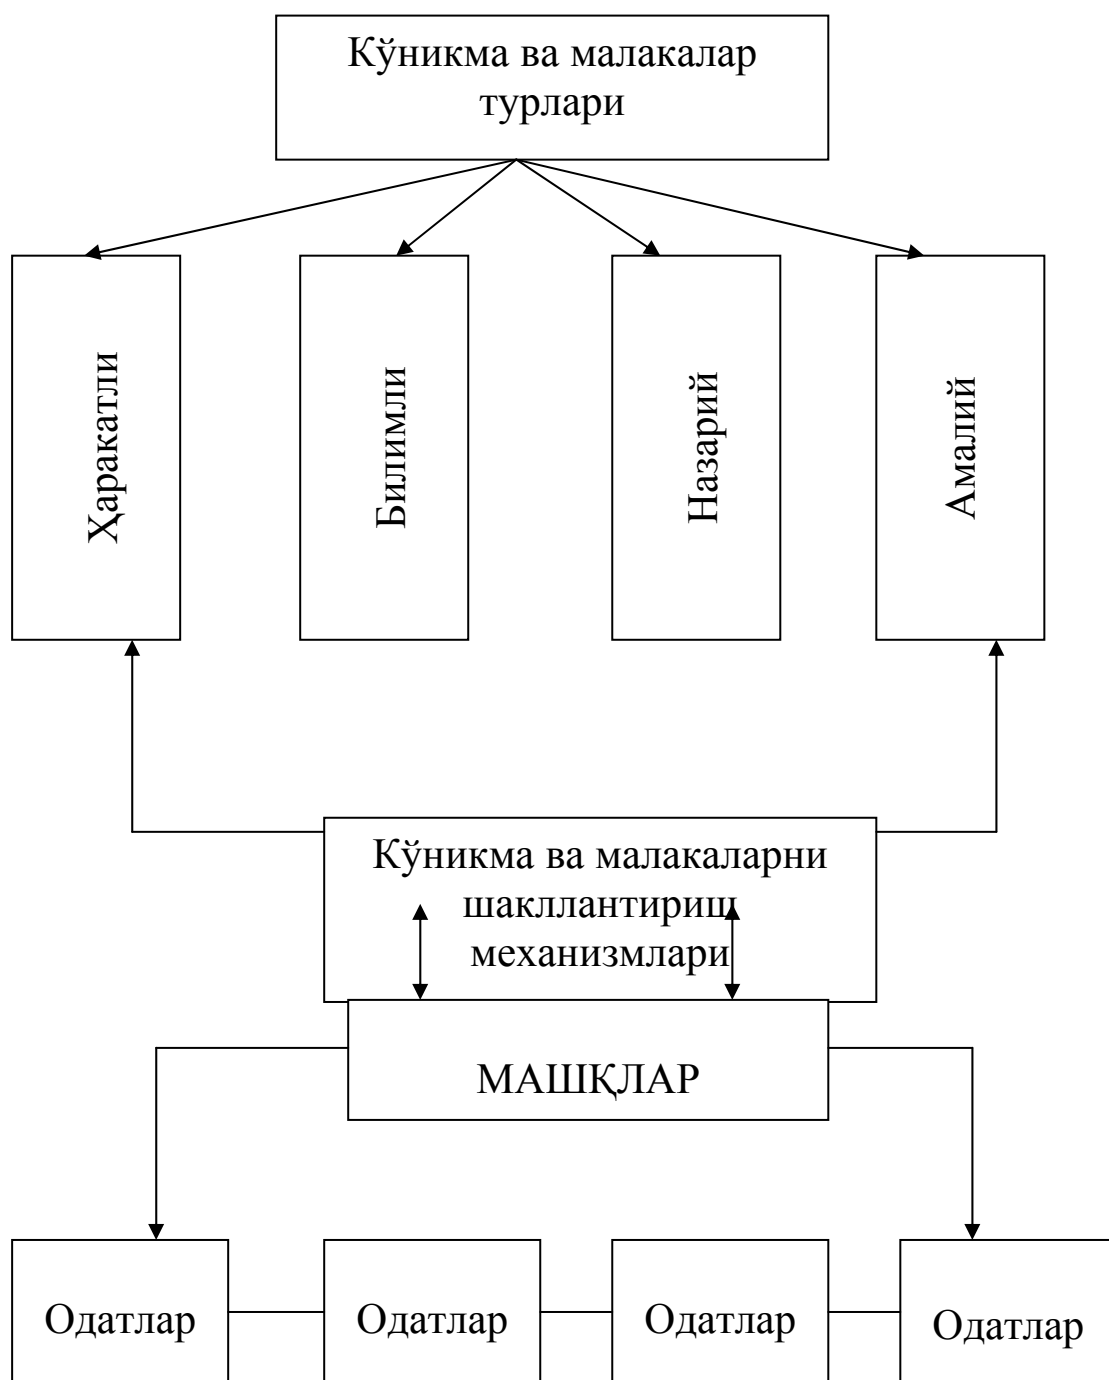 Кўникма ва малакалар
турлари
Ҳаракатли
Билимли
Назарий
Амалий
Кўникма ва малакаларни
шакллантириш
механизмлари
МАШҚЛАР
Одатлар
Одатлар
Одатлар
Одатлар